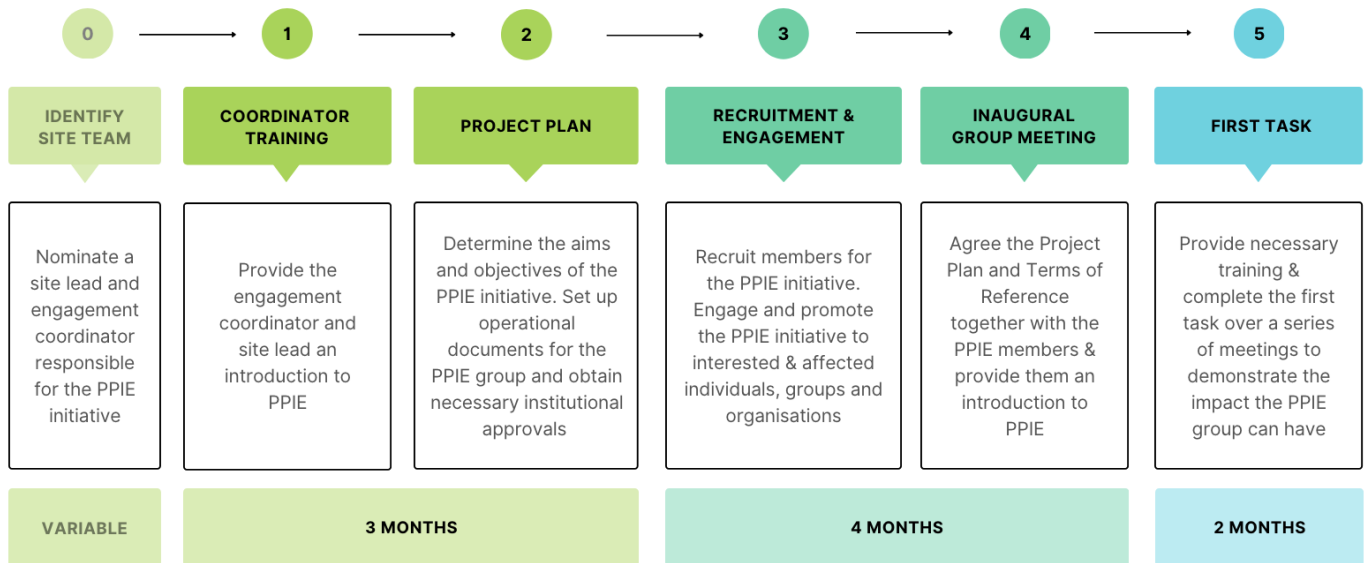 0
1
2
3
4
5
IDENTIFY
SITE TEAM
COORDINATOR
TRAINING
PROJECT PLAN
RECRUITMENT &
ENGAGEMENT
INAUGURAL
GROUP MEETING
FIRST TASK
Nominate a
site lead and
engagement
coordinator
responsible
for the PPIE
initiative
Provide the
engagement
coordinator and
site lead an
introduction to
PPIE
Determine the aims
and objectives of the
PPIE initiative. Set up
operational
documents for the
PPIE group and obtain
necessary institutional
approvals
Recruit members for
the PPIE initiative.
Engage and promote
the PPIE initiative to
interested & affected
individuals, groups and
organisations
Agree the Project
Plan and Terms of
Reference
together with the
PPIE members &
provide them an
introduction to
PPIE
Provide necessary
training &
complete the first
task over a series
of meetings to
demonstrate the
impact the PPIE
group can have
VARIABLE
3 MONTHS
4 MONTHS
2 MONTHS